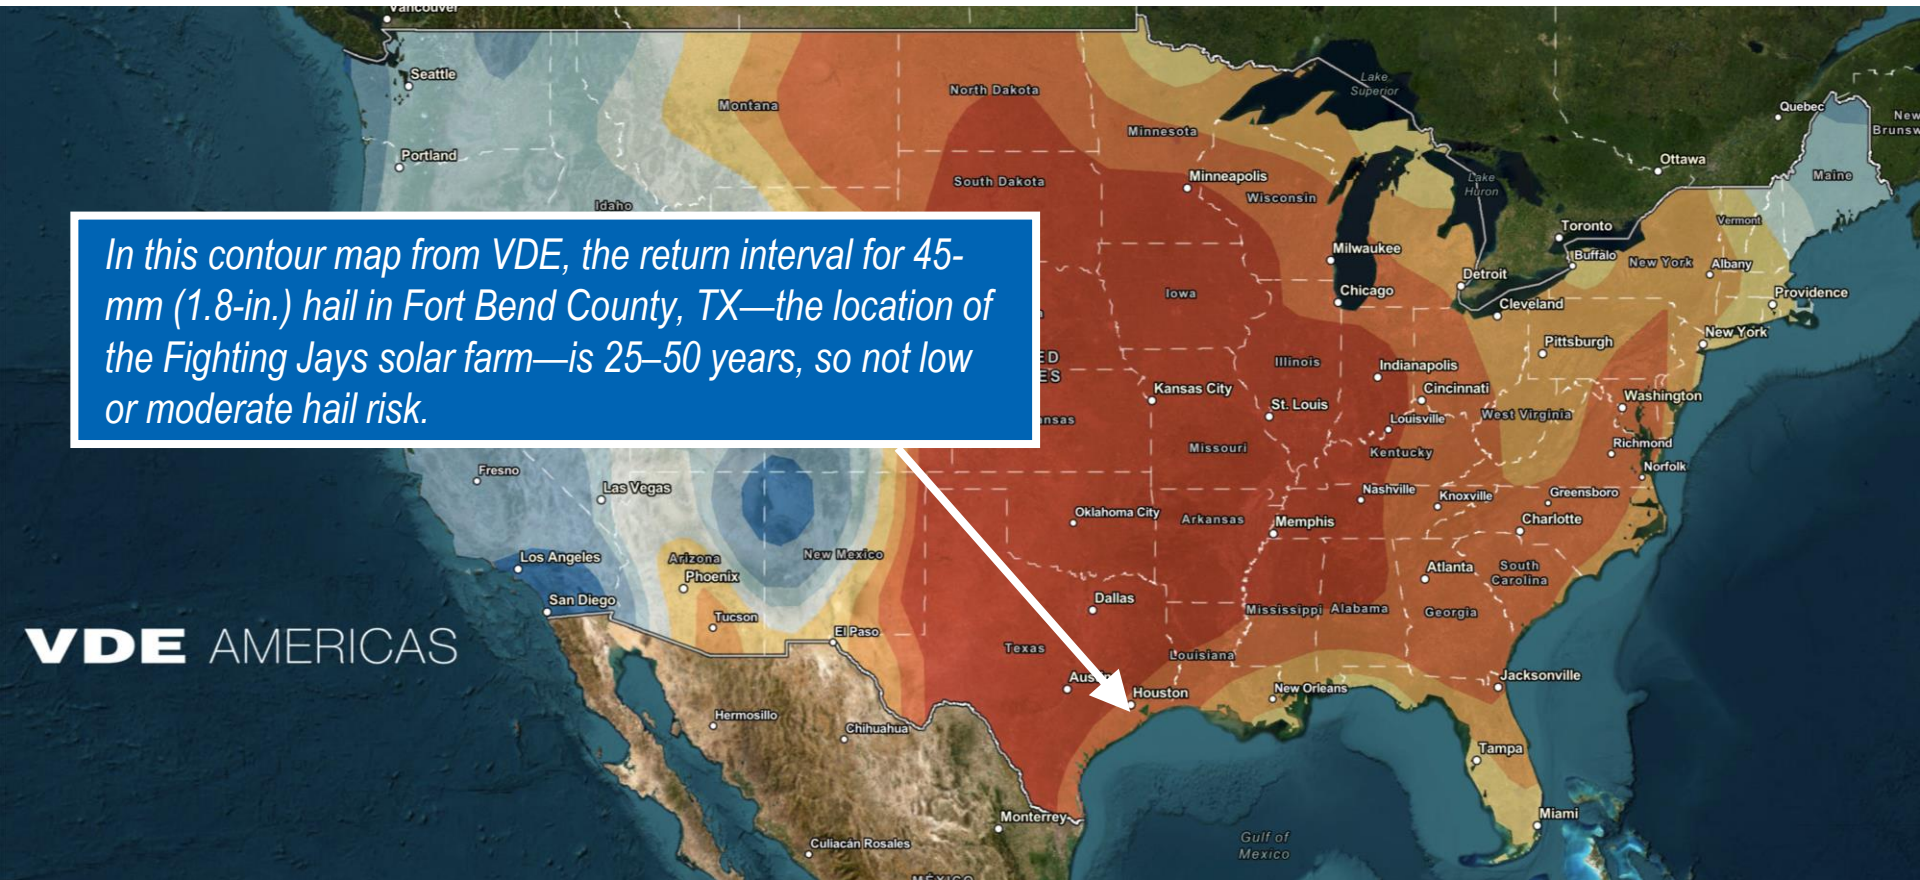 Vancouver
Seattle
Montana
North Dakota
Lake
Superior
Quebec
New
Minnesota
Portland
Ottawa
Minneapolis
South Dakota
Lake
Huron
Maine
Wisconsin
Idaho
Toronto
Vermont
In this contour map from VDE, the return interval for 45-
mm (1.8-in.) hail in Fort Bend County, TX—the location of
the Fighting Jays solar farm—is 25–50 years, so not low
or moderate hail risk.
Milwaukee
Buffalo
New York
Albany
Detroit
Iowa
Chicago
Cleveland
Providence
New York
Pittsburgh
Illinois
Indianapolis
Kansas City
Cincinnati
St. Louis
Washington
Louisville
West Virginia
Missouri
Kentucky
Richmond
Norfolk
Fresno
Las Vegas
Nashville
Knoxville
Greensboro
Oklahoma City
Arkansas
Memphis
Charlotte
Los Angeles
Arizona
New Mexico
Phoenix
Atlanta
South
Carolina
San Diego
Dallas
Mississippi
Alabama
Georgia
Tucson
El Paso
VDE AMERICAS
Texas
Louisiana
Jacksonville
Houston
New Orleans
Hermosillo
Chihuahua
Tampa
Monterrey
Miami
Culiacán Rosales
Gulf of
Mexico
MÉXICO